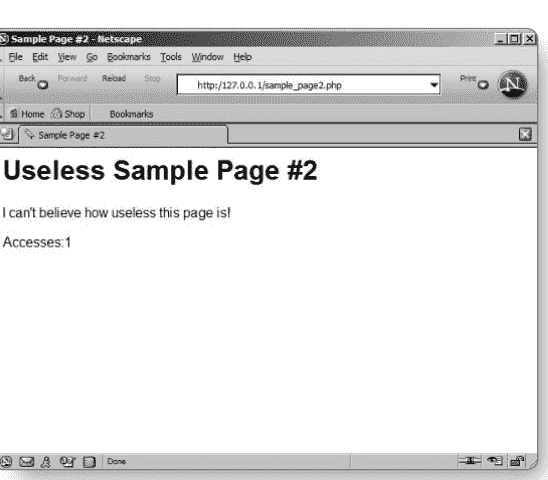 Sample Page #2 - Netscape
File Edit View Go Bookmarks Tools Window Help
Back Forward Reload Stop http:/127.0.0.1/sample_page2.php Print N
Home Shop Bookmarks
Sample Page #2
Useless Sample Page #2
I can't believe how useless this page is!
Accesses:1
Done